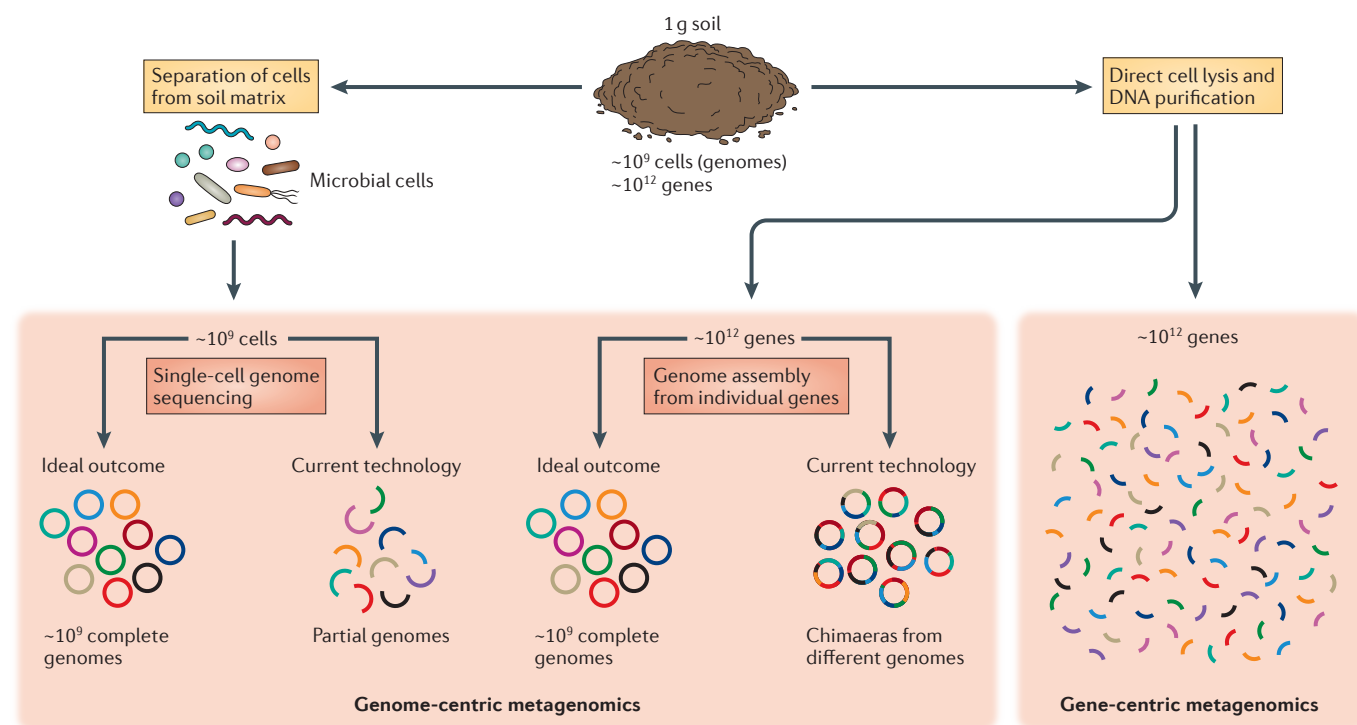 1 g soil
Separation of cells
from soil matrix
Direct cell lysis and
DNA purification
~10⁹ cells (genomes)
~10¹² genes
Microbial cells
~10⁹ cells
Single-cell genome
sequencing
Ideal outcome
Current technology
~10⁹ complete
genomes
Partial genomes
~10¹² genes
Genome assembly
from individual genes
Ideal outcome
Current technology
~10⁹ complete
genomes
Chimaeras from
different genomes
Genome-centric metagenomics
~10¹² genes
Gene-centric metagenomics